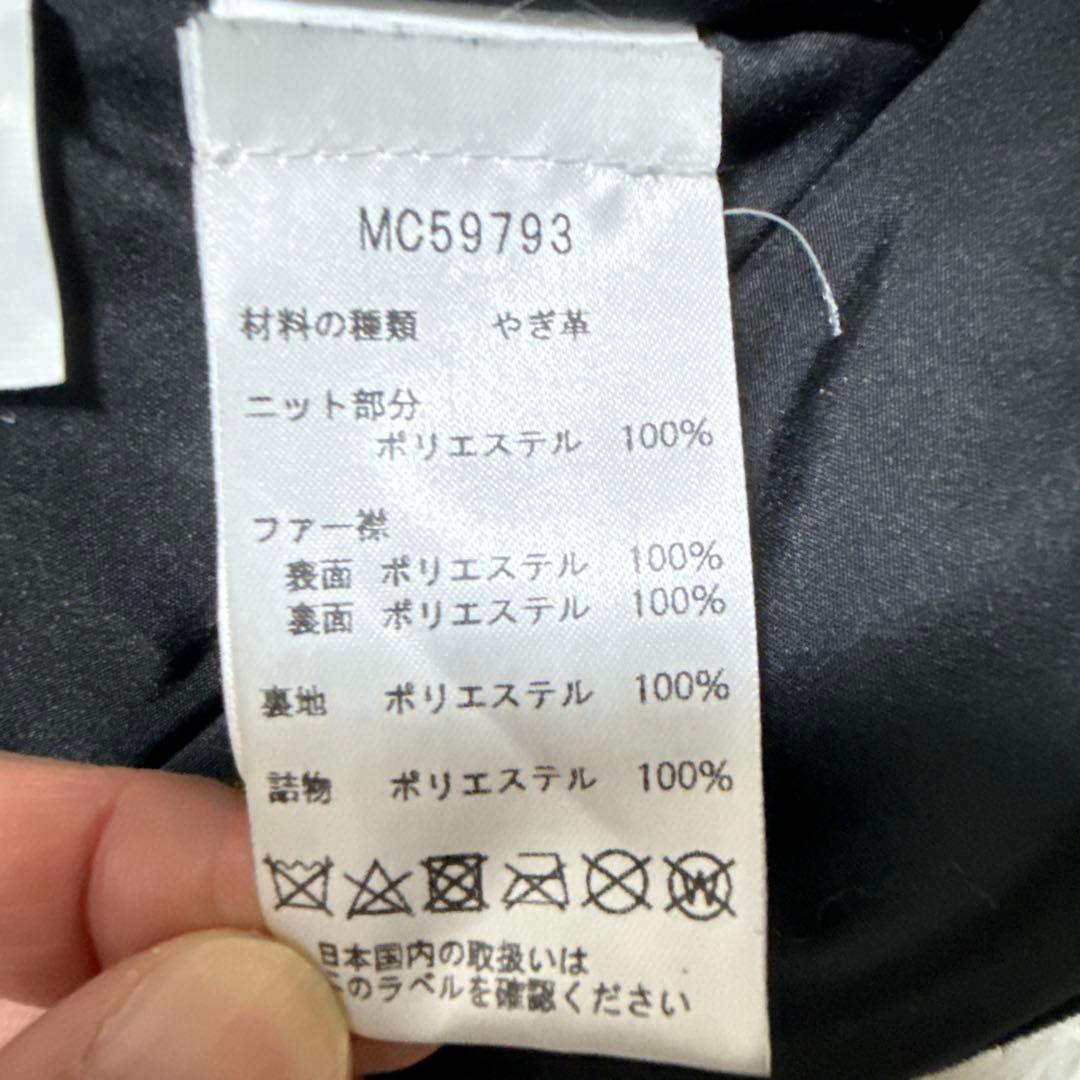 MC59793
材料の種類 やぎ革
ニット部分
ポリエステル 100%
ファー襟
表面 ポリエステル 100%
裏面 ポリエステル 100%
裏地 ポリエステル 100%
詰物 ポリエステル 100%
W
日本国内の取扱いは
このラベルを確認ください